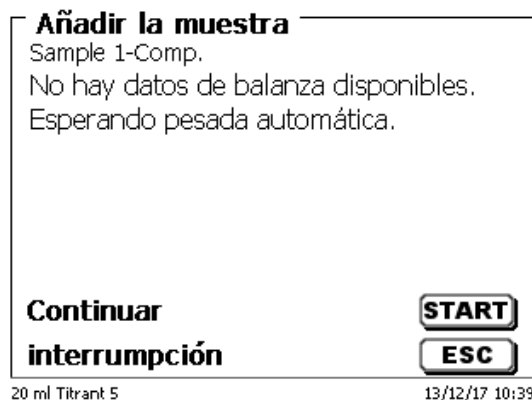 Añadir la muestra
Sample 1-Comp.
No hay datos de balanza disponibles.
Esperando pesada automática.
Continuar START
interrumpción ESC
20 ml Titrant 5 13/12/17 10:39